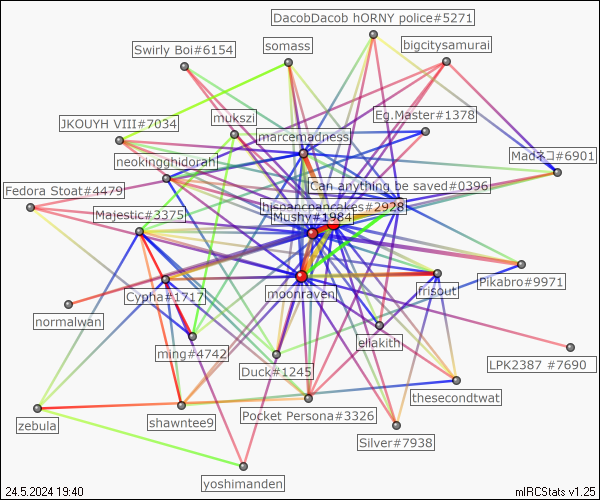 DacobDacob hORNY police#5271
bigcitysamurai
somass
Swirly Boi#6154
Eg.Master#1378
mukszi
JKOUYH VIII#7034
marcemadness
neokingghidorah
Madネコ#6901
Can anything be saved#0396
Fedora Stoat#4479
hispancpancakes#2928
Majestic#3375
Mushy#1984
Pikabro#9971
moonraven
frisout
Cypha#1717
normalwan
ellakith
ming#4742
LPK2387 #7690
Duck#1245
thesecondtwat
Pocket Persona#3326
shawntee9
zebula
Silver#7938
yoshimanden
24.5.2024 19:40
mIRCStats v1.25